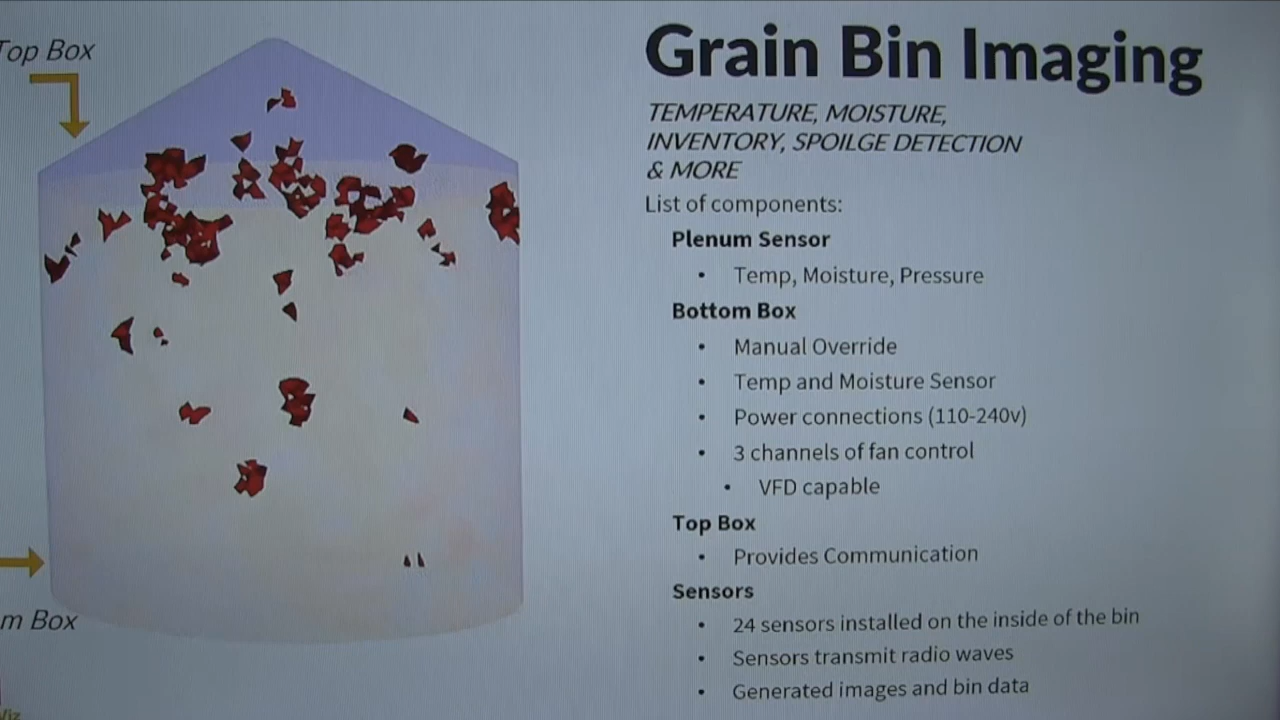 Top Box
Grain Bin Imaging
TEMPERATURE, MOISTURE,
INVENTORY, SPOILGE DETECTION
& MORE
List of components:
Plenum Sensor
• Temp, Moisture, Pressure
Bottom Box
• Manual Override
• Temp and Moisture Sensor
• Power connections (110-240v)
• 3 channels of fan control
• VFD capable
Top Box
• Provides Communication
Sensors
• 24 sensors installed on the inside of the bin
m Box
• Sensors transmit radio waves
• Generated images and bin data